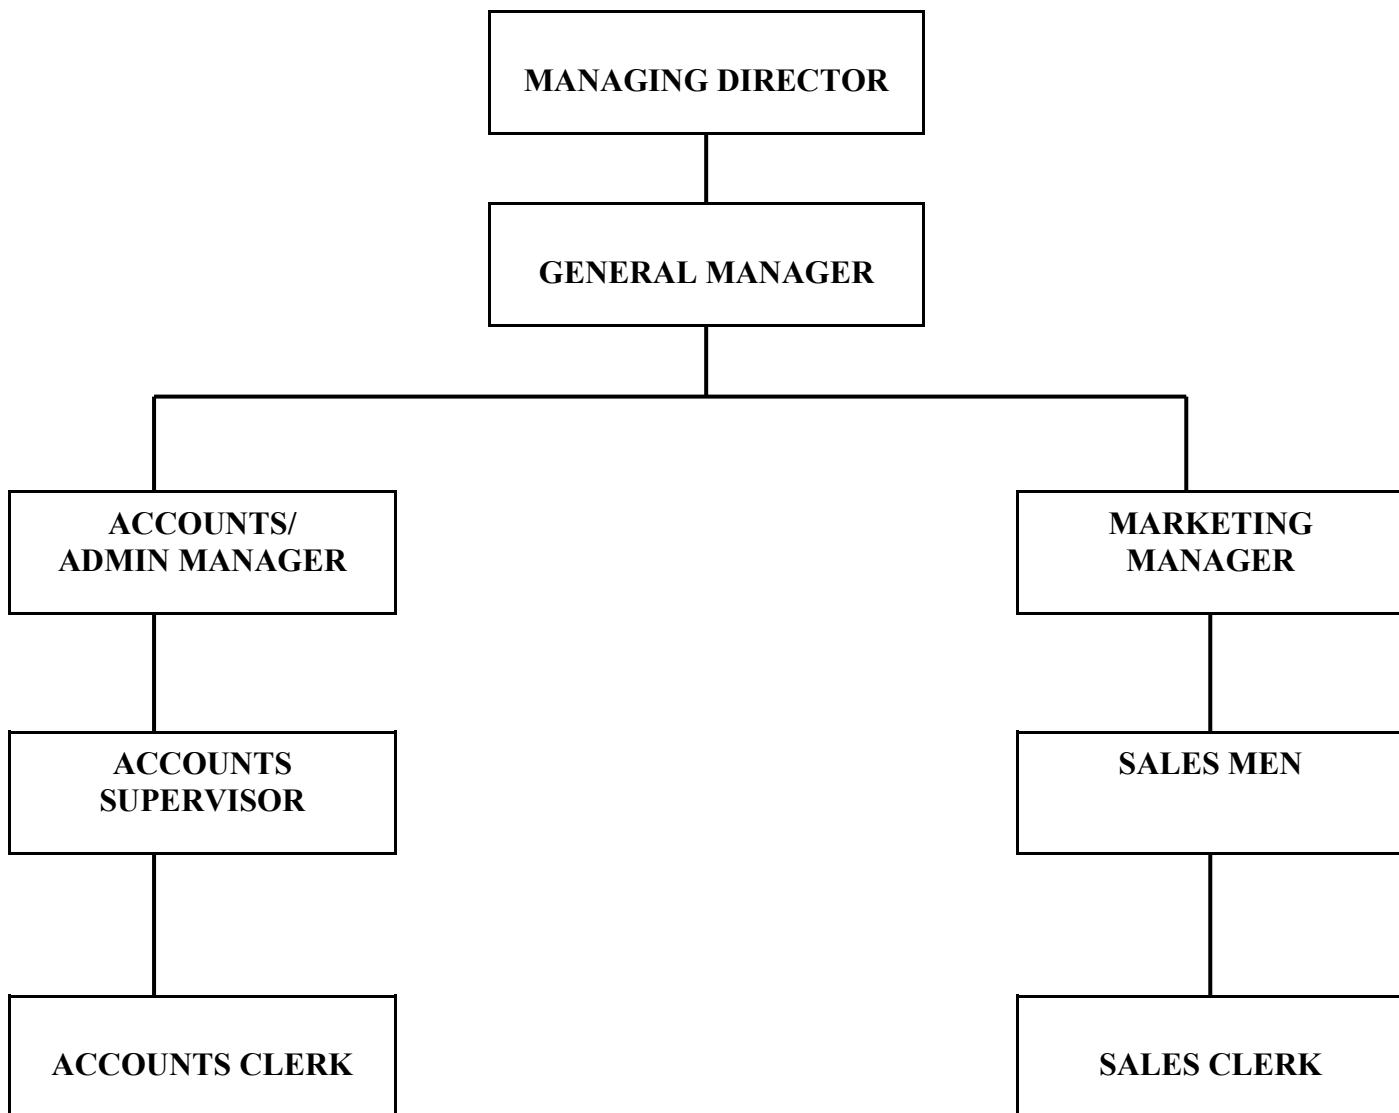 MANAGING DIRECTOR
GENERAL MANAGER
ACCOUNTS/
ADMIN MANAGER
MARKETING
MANAGER
ACCOUNTS
SUPERVISOR
SALES MEN
ACCOUNTS CLERK
SALES CLERK